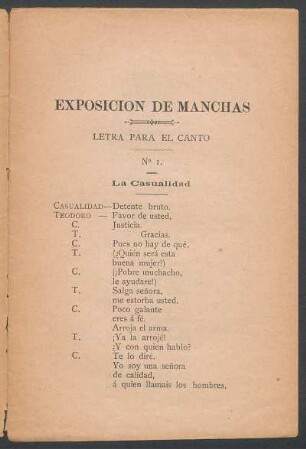 EXPOSICION DE MANCHAS
LETRA PARA EL CANTO
Nº 1.
La Casualidad
CASUALIDAD—Detente bruto.
TEODORO — Favor de usted,
C. Justicia.
T. Gracias.
C. Pues no hay de qué.
T. (¡Quién será esta
buena mujer?)
C. (¡Pobre muchacho,
le ayudaré!)
T. Salga señora,
me estorba usted.
C. Poco galante
eres á fé.
Arroja el arma.
T. ¡Ya la arrojé!
¿Y con quien hablo?
C. Te lo diré.
Yo soy una señora
de calidad,
á quien llamais los hombres,